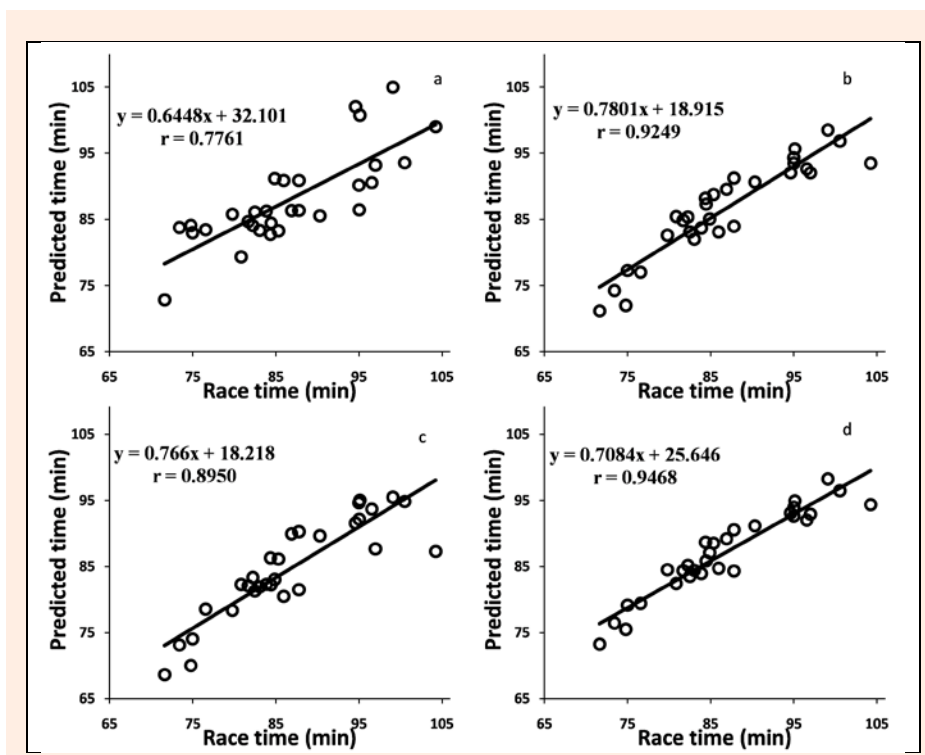 a
y = 0.6448x + 32.101
r = 0.7761
Predicted time (min)
105
95
85
75
65
65 75 85 95 105
Race time (min)
b
y = 0.7801x + 18.915
r = 0.9249
Predicted time (min)
105
95
85
75
65
65 75 85 95 105
Race time (min)
c
y = 0.766x + 18.218
r = 0.8950
Predicted time (min)
105
95
85
75
65
65 75 85 95 105
Race time (min)
d
y = 0.7084x + 25.646
r = 0.9468
Predicted time (min)
105
95
85
75
65
65 75 85 95 105
Race time (min)